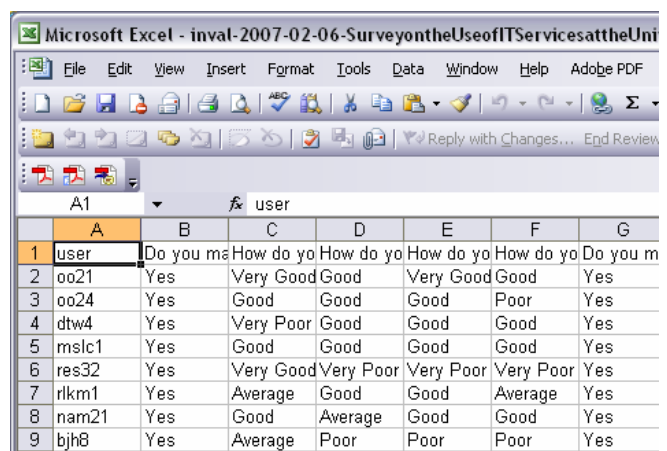 Microsoft Excel - inval-2007-02-06-SurveyontheUseofITServicesattheUni
File Edit View Insert Format Tools Data Window Help Adobe PDF
ABC Σ
Reply with Changes... End Review
A1 fx user
A B C D E F G
1 user Do you ma How do yo How do yo How do yo How do yo Do you m
2 oo21 Yes Very Good Good Very Good Good Yes
3 oo24 Yes Good Good Good Poor Yes
4 dtw4 Yes Very Poor Good Good Good Yes
5 mslc1 Yes Good Good Good Good Yes
6 res32 Yes Very Good Very Poor Very Poor Very Poor Yes
7 rlkm1 Yes Average Good Good Average Yes
8 nam21 Yes Good Average Good Good Yes
9 bjh8 Yes Average Poor Poor Poor Yes